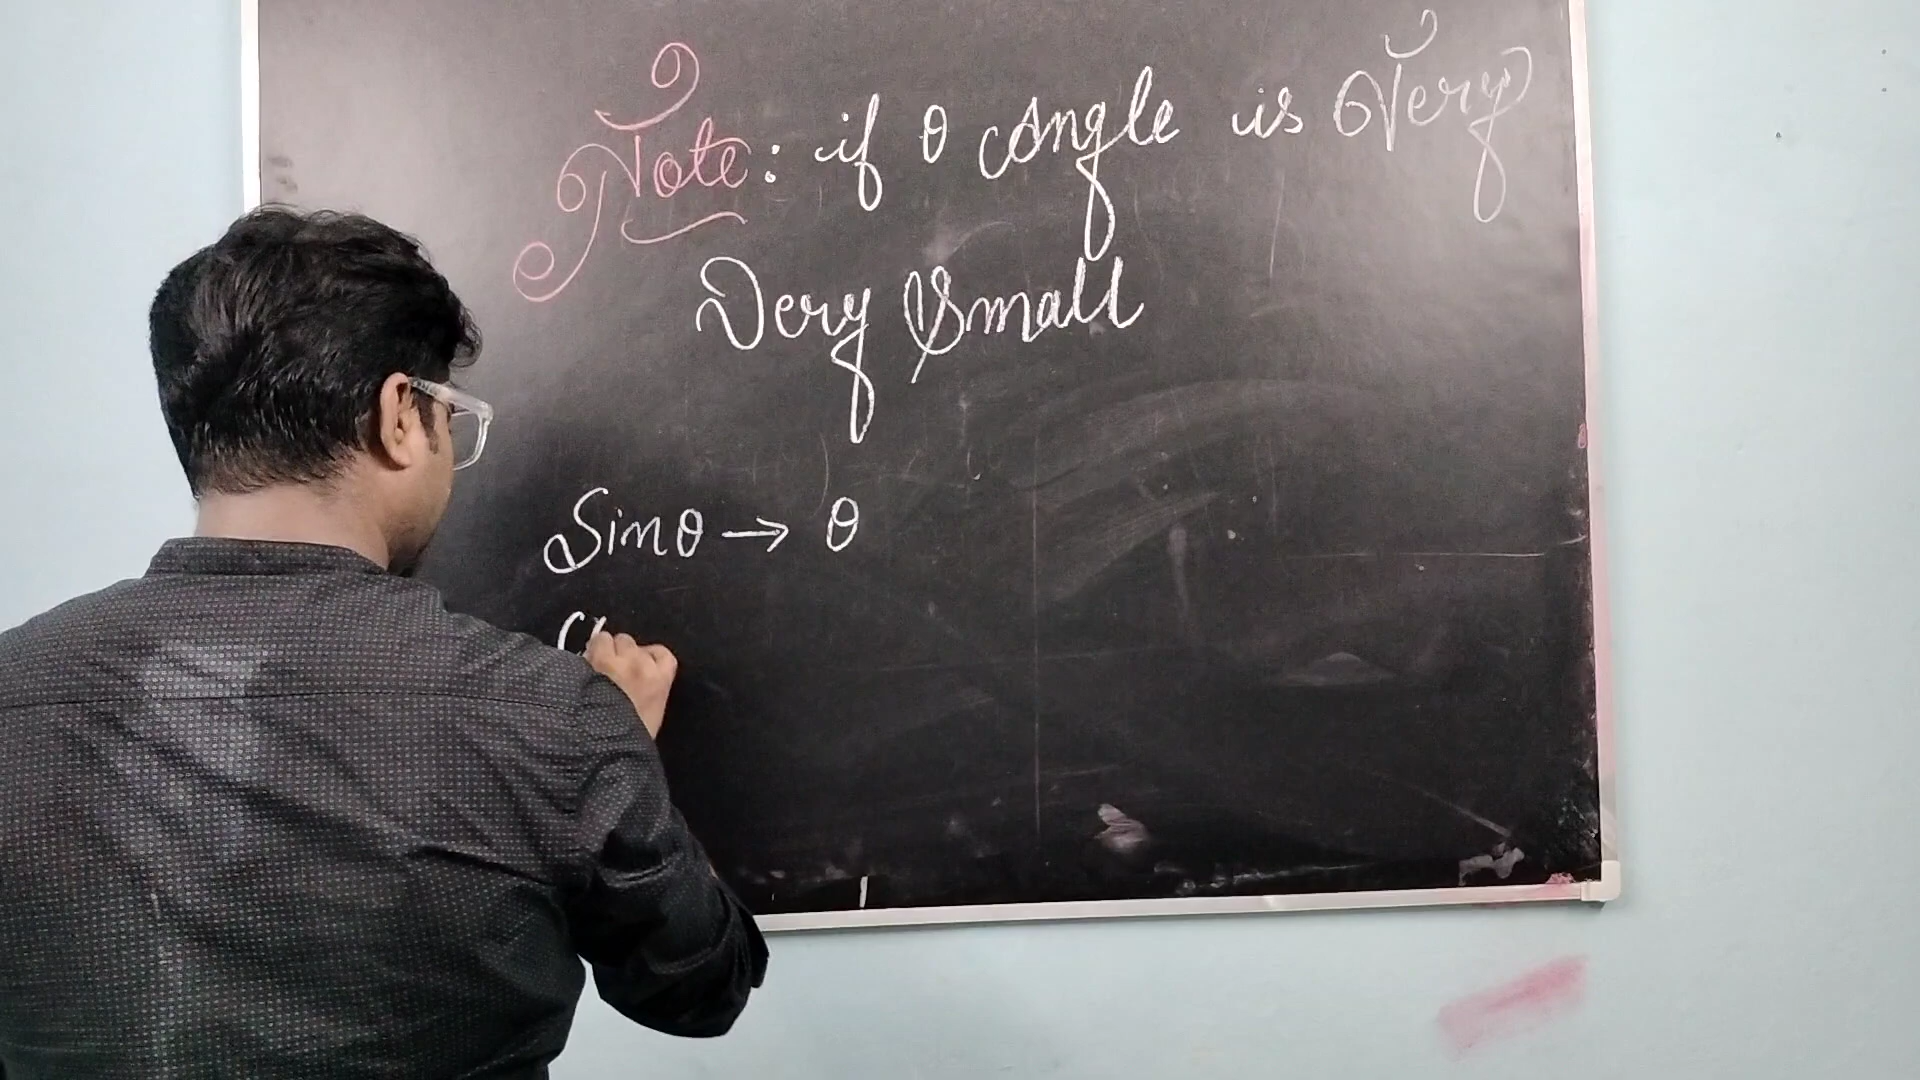 Note: if θ Angle is Very
Very Small
Sinθ → θ
C